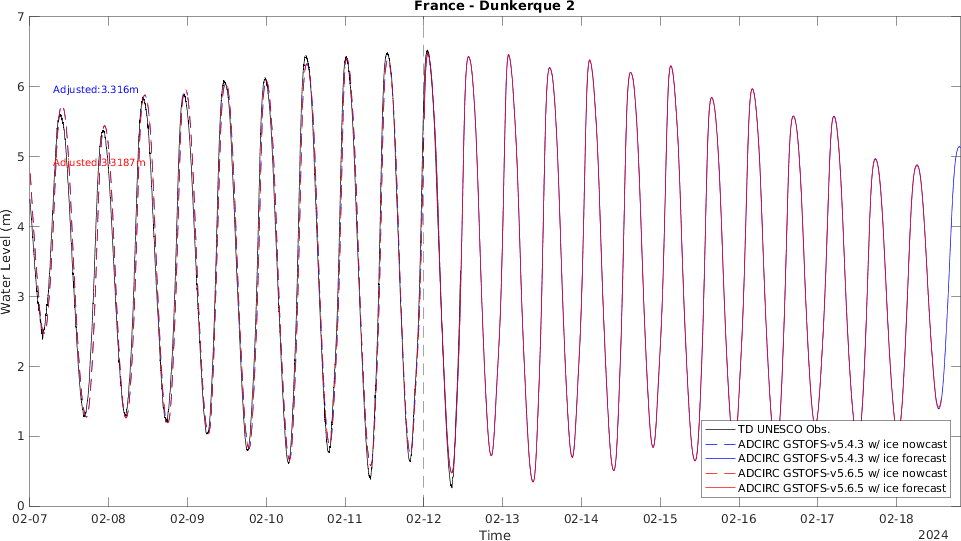 France - Dunkerque 2
7
6
5
4
3
2
1
0
Water Level (m)
Adjusted:3.316m
Adjusted:3.3187m
TD UNESCO Obs.
ADCIRC GSTOFS-v5.4.3 w/ ice nowcast
ADCIRC GSTOFS-v5.4.3 w/ ice forecast
ADCIRC GSTOFS-v5.6.5 w/ ice nowcast
ADCIRC GSTOFS-v5.6.5 w/ ice forecast
02-07 02-08 02-09 02-10 02-11 02-12 02-13 02-14 02-15 02-16 02-17 02-18
Time
2024